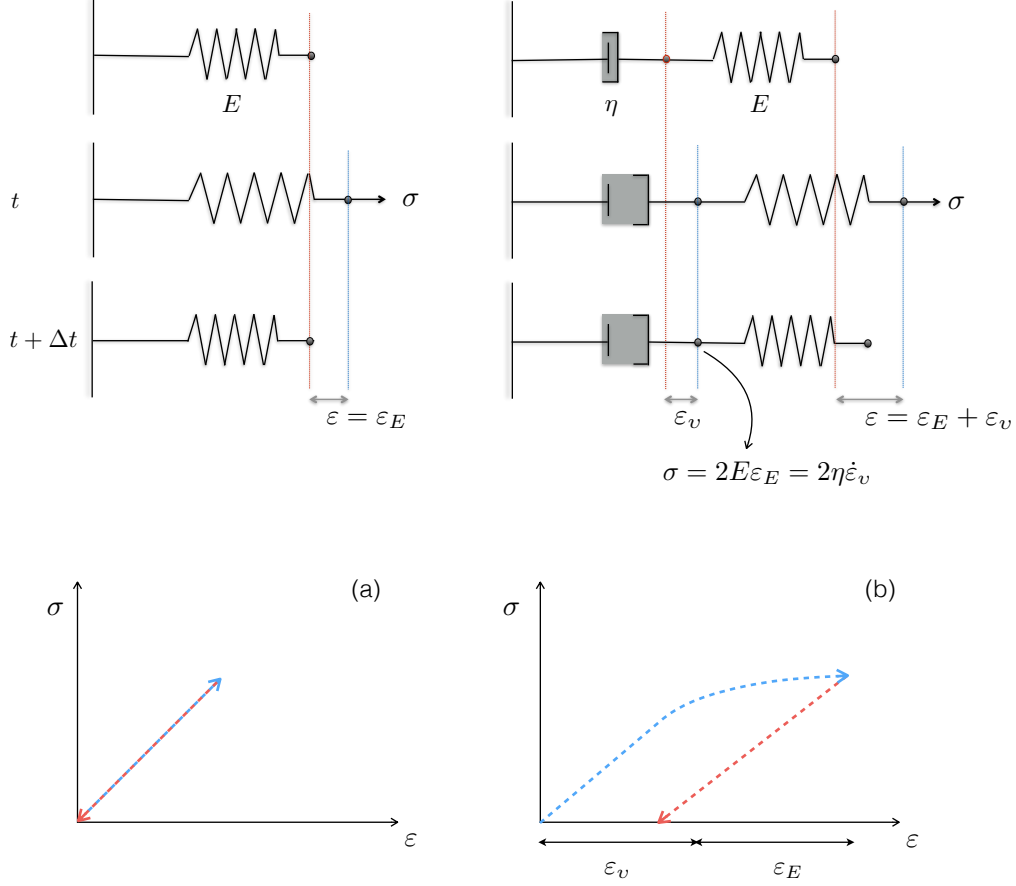 E
η
E
t
σ
σ
t + Δt
ε = ε_E
ε_υ
ε = ε_E + ε_υ
σ = 2Eε_E = 2ηε̇_υ
(a)
(b)
σ
σ
ε
ε
ε_υ
ε_E